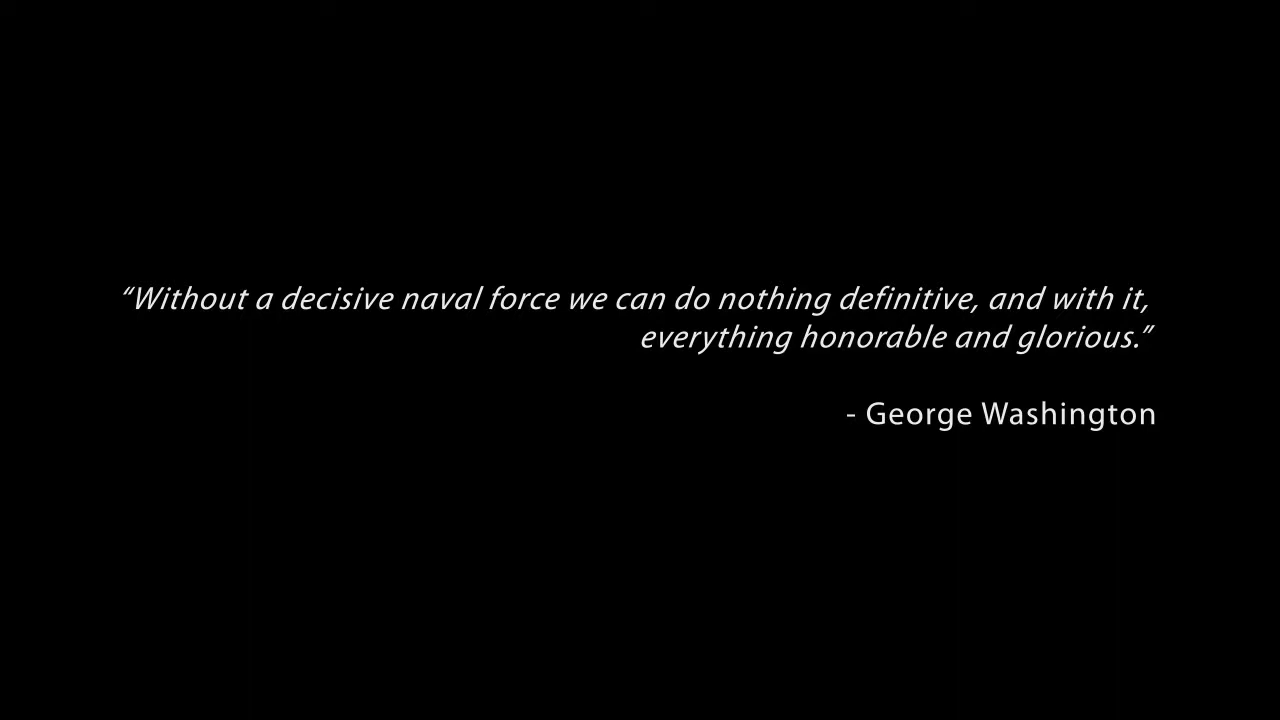 “Without a decisive naval force we can do nothing definitive, and with it,
everything honorable and glorious.”
- George Washington